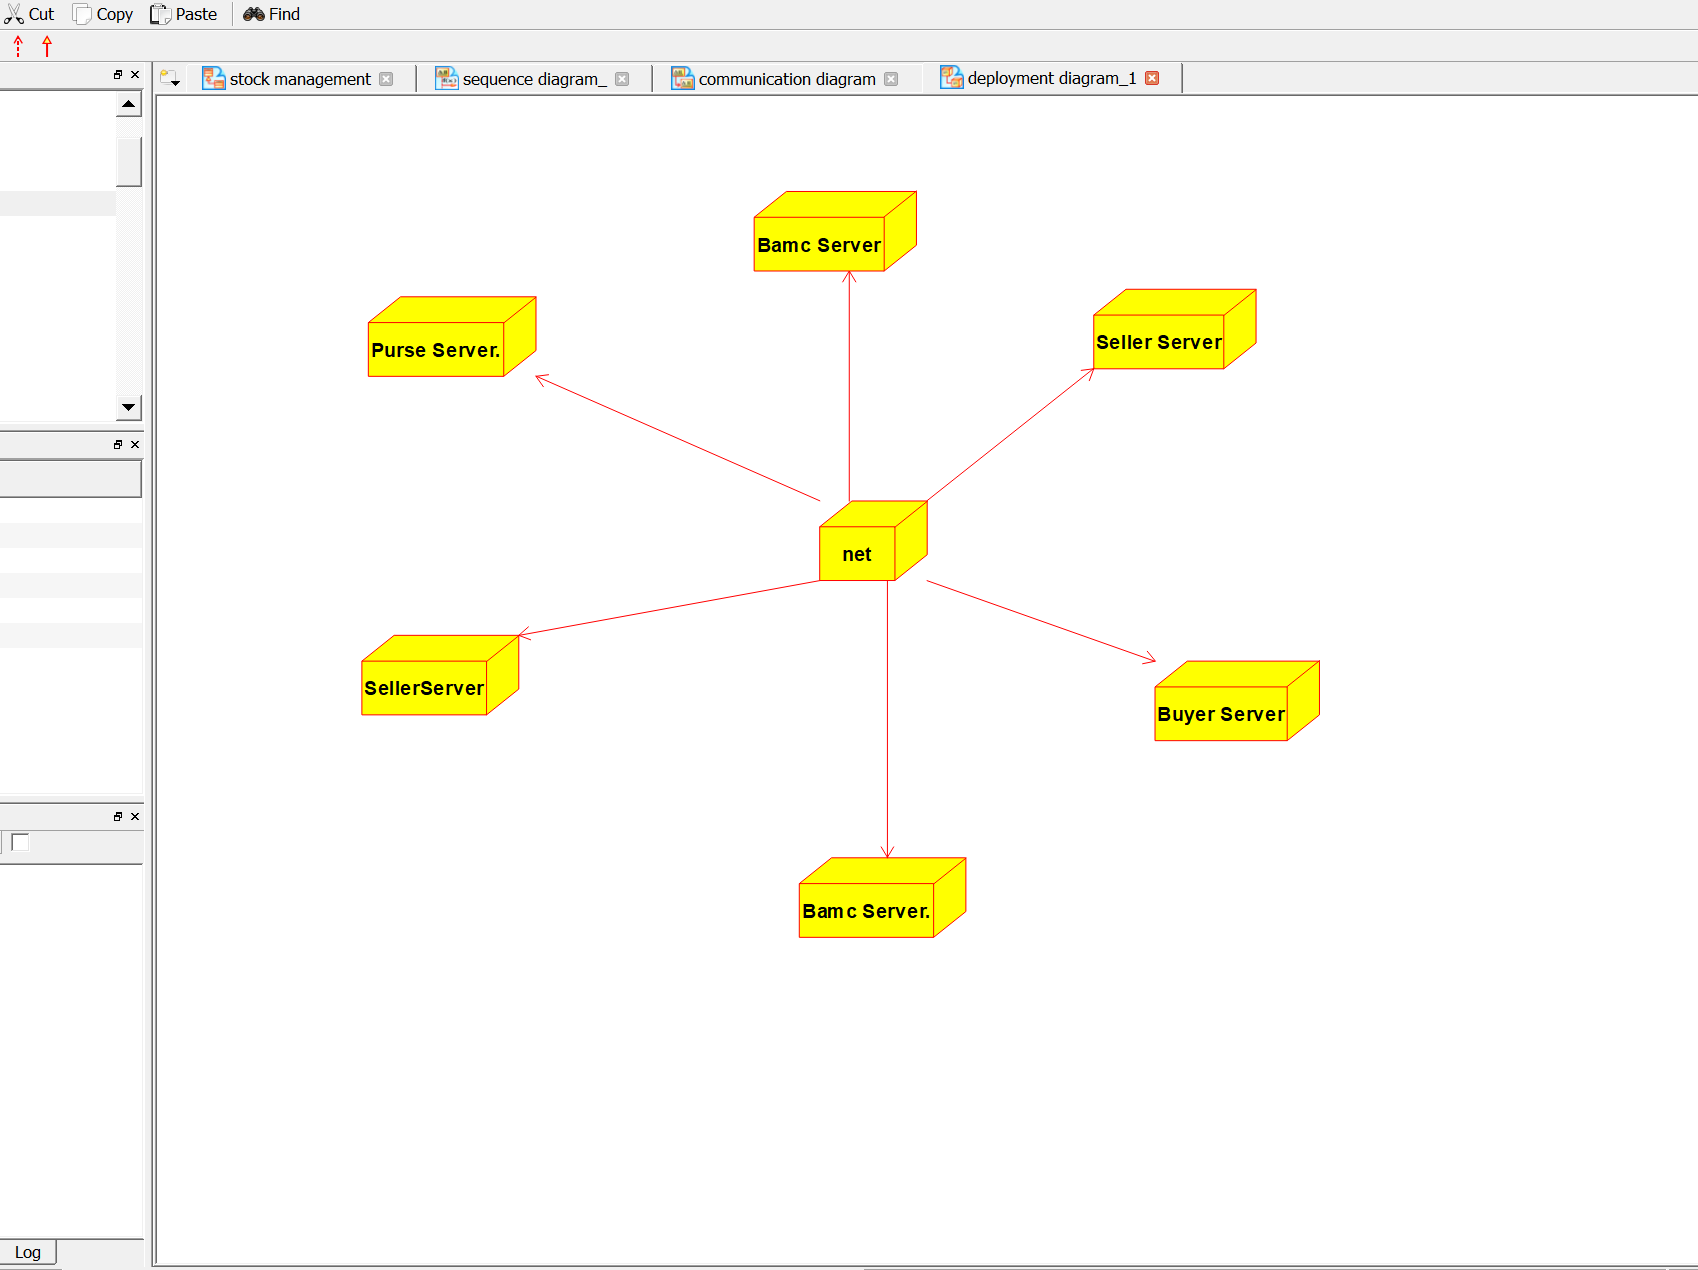 Cut Copy Paste Find
stock management sequence diagram_ communication diagram deployment diagram_1
Bamc Server
Seller Server
Purse Server.
net
SellerServer
Buyer Server
Bamc Server.
Log